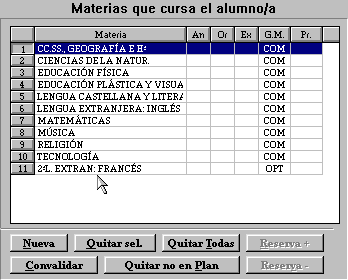 Materias que cursa el alumno/a
Materia An Or Ex G.M. Pr.
1 CC.SS., GEOGRAFÍA E Hª COM
2 CIENCIAS DE LA NATUR. COM
3 EDUCACIÓN FÍSICA COM
4 EDUCACIÓN PLÁSTICA Y VISUA COM
5 LENGUA CASTELLANA Y LITERA COM
6 LENGUA EXTRANJERA: INGLÉS COM
7 MATEMÁTICAS COM
8 MÚSICA COM
9 RELIGIÓN COM
10 TECNOLOGÍA COM
11 2ªL. EXTRAN: FRANCÉS OPT
Nueva Quitar sel. Quitar Todas Reserva +
Convalidar Quitar no en Plan Reserva -